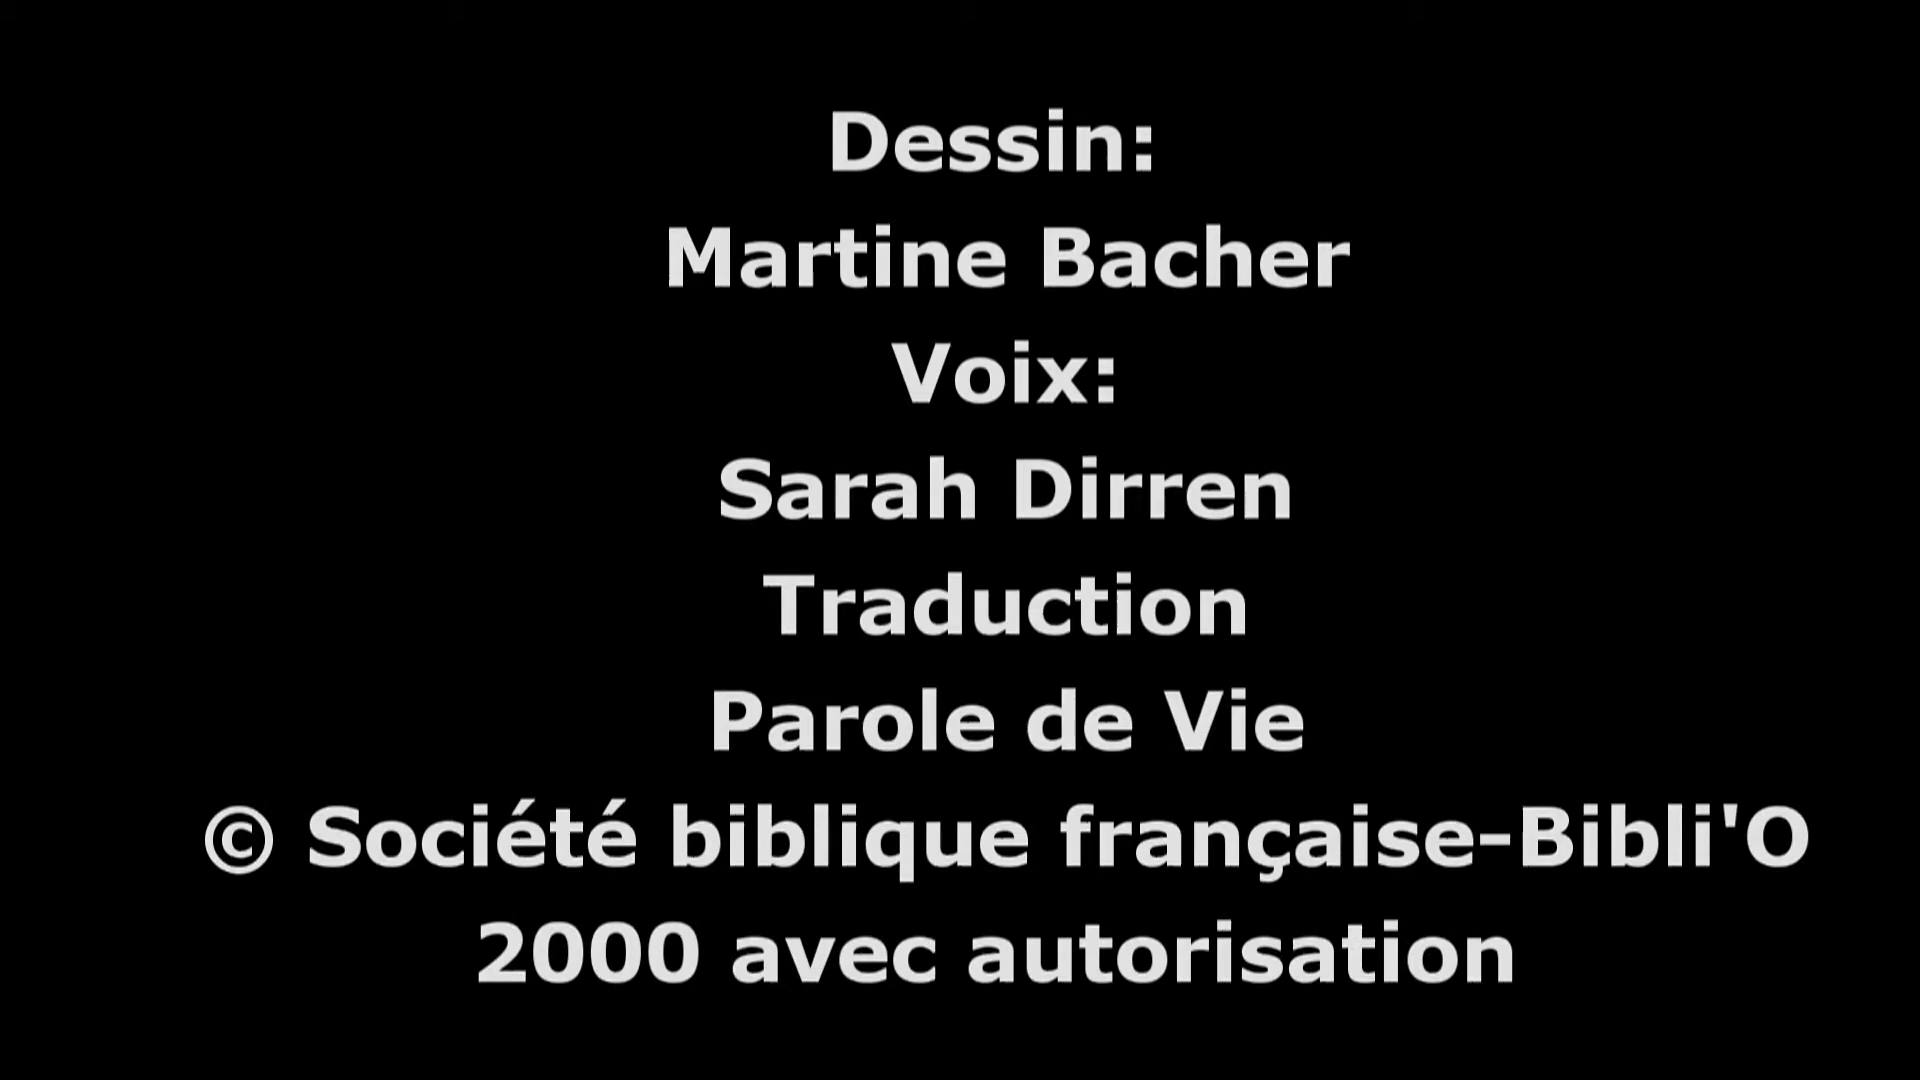 Dessin:
Martine Bacher
Voix:
Sarah Dirren
Traduction
Parole de Vie
© Société biblique française-Bibli'O
2000 avec autorisation